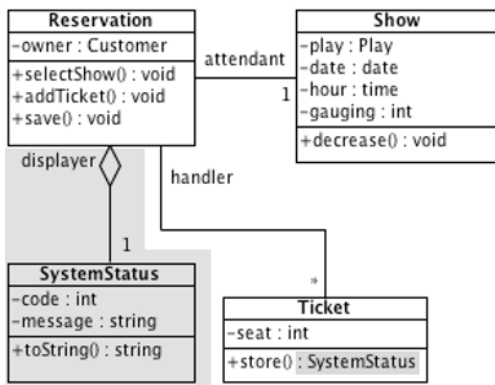 Reservation
-owner : Customer
+selectShow() : void
+addTicket() : void
+save() : void
attendant
1
Show
-play : Play
-date : date
-hour : time
-gauging : int
+decrease() : void
displayer
1
handler
*
SystemStatus
-code : int
-message : string
+toString() : string
Ticket
-seat : int
+store() : SystemStatus